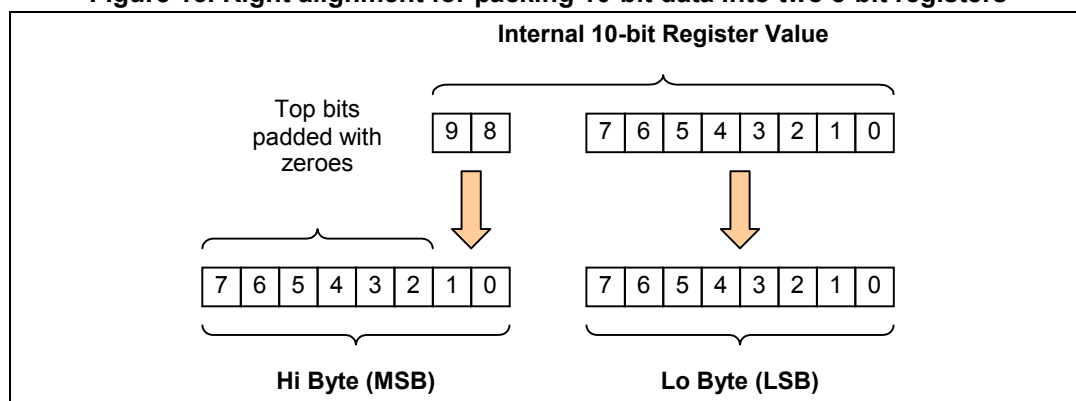 Figure Right alignment for packing 10-bit data into two 8-bit registers
Internal 10-bit Register Value
Top bits
padded with
zeroes
9 8 7 6 5 4 3 2 1 0
7 6 5 4 3 2 1 0 7 6 5 4 3 2 1 0
Hi Byte (MSB) Lo Byte (LSB)